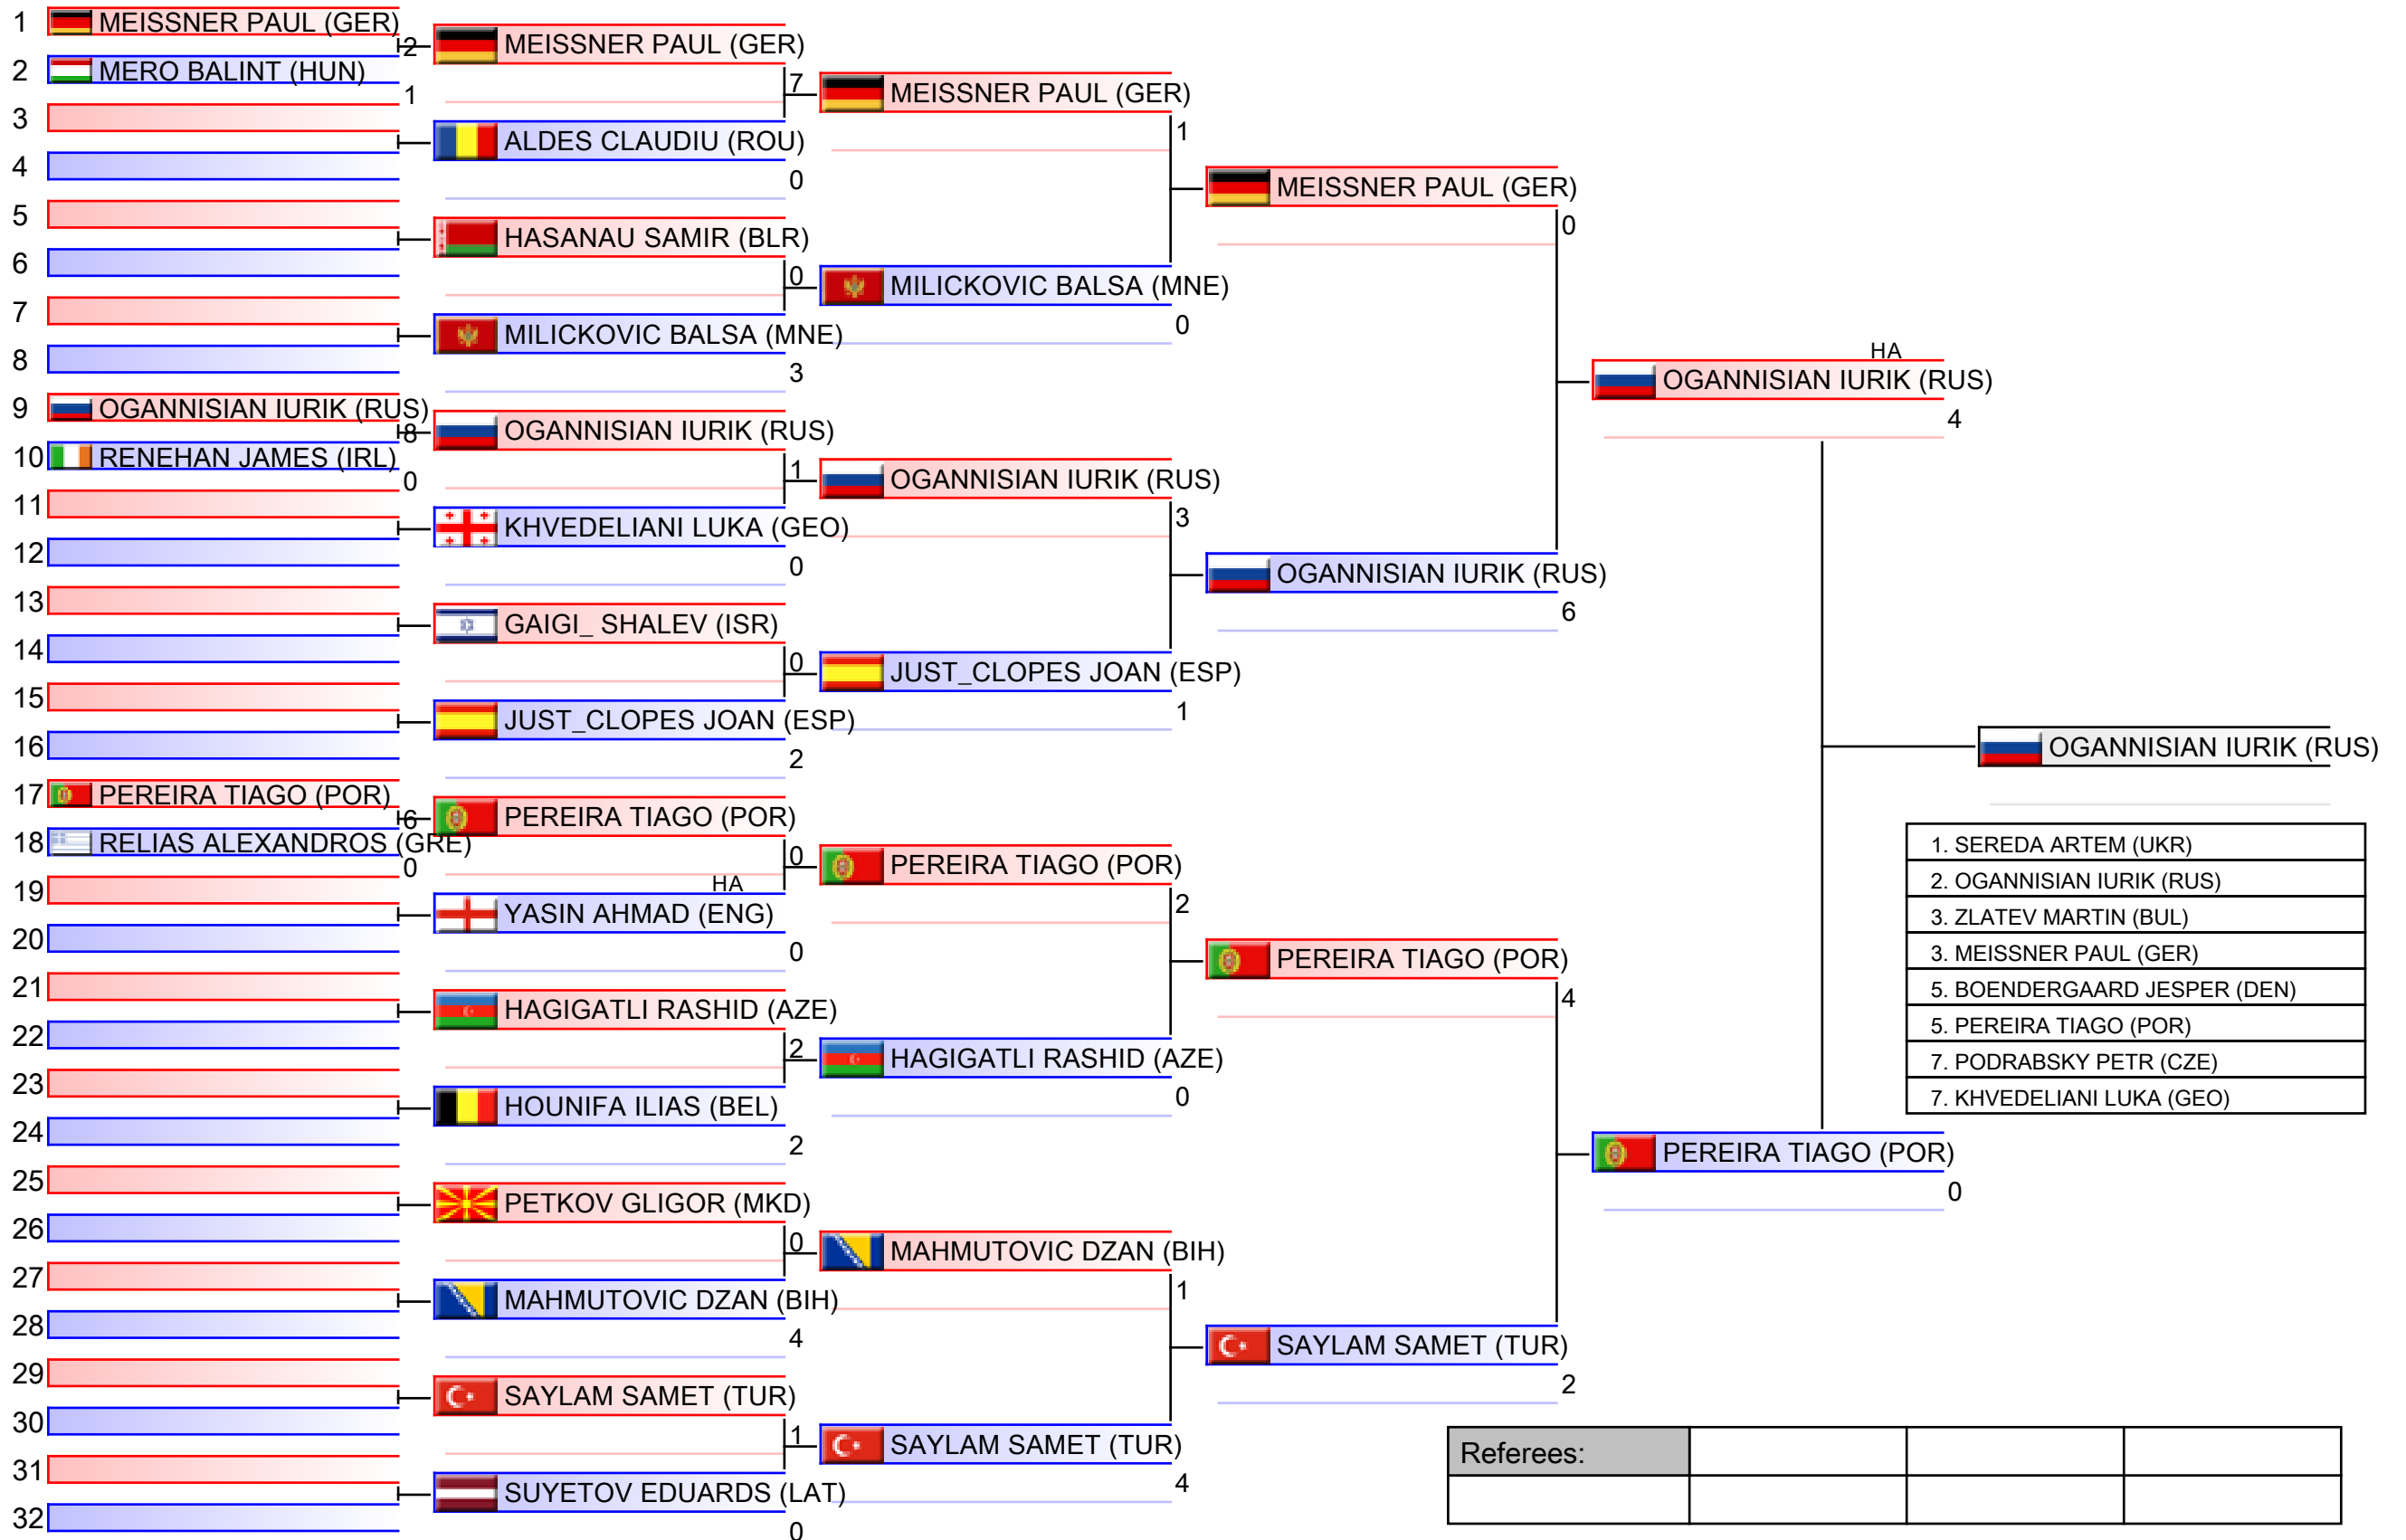 1 MEISSNER PAUL (GER)
2
2 MERO BALINT (HUN)
1
3
4
5
6
7
8
9 OGANNISIAN IURIK (RUS)
8
10 RENEHAN JAMES (IRL)
0
11
12
13
14
15
16
17 PEREIRA TIAGO (POR)
6
18 RELIAS ALEXANDROS (GRE)
0
19
20
21
22
23
24
25
26
27
28
29
30
31
32
MEISSNER PAUL (GER)
7
ALDES CLAUDIU (ROU)
0
HASANAU SAMIR (BLR)
0
MILICKOVIC BALSA (MNE)
3
OGANNISIAN IURIK (RUS)
1
KHVEDELIANI LUKA (GEO)
0
GAIGI_ SHALEV (ISR)
0
JUST_CLOPES JOAN (ESP)
2
PEREIRA TIAGO (POR)
0
HA
YASIN AHMAD (ENG)
0
HAGIGATLI RASHID (AZE)
2
HOUNIFA ILIAS (BEL)
2
PETKOV GLIGOR (MKD)
0
MAHMUTOVIC DZAN (BIH)
4
SAYLAM SAMET (TUR)
1
SUYETOV EDUARDS (LAT)
0
MEISSNER PAUL (GER)
1
MILICKOVIC BALSA (MNE)
0
OGANNISIAN IURIK (RUS)
3
JUST_CLOPES JOAN (ESP)
1
PEREIRA TIAGO (POR)
2
HAGIGATLI RASHID (AZE)
0
MAHMUTOVIC DZAN (BIH)
1
SAYLAM SAMET (TUR)
4
MEISSNER PAUL (GER)
0
OGANNISIAN IURIK (RUS)
6
PEREIRA TIAGO (POR)
4
SAYLAM SAMET (TUR)
2
HA
OGANNISIAN IURIK (RUS)
4
PEREIRA TIAGO (POR)
0
OGANNISIAN IURIK (RUS)
1. SEREDA ARTEM (UKR)
2. OGANNISIAN IURIK (RUS)
3. ZLATEV MARTIN (BUL)
3. MEISSNER PAUL (GER)
5. BOENDERGAARD JESPER (DEN)
5. PEREIRA TIAGO (POR)
7. PODRABSKY PETR (CZE)
7. KHVEDELIANI LUKA (GEO)
Referees: